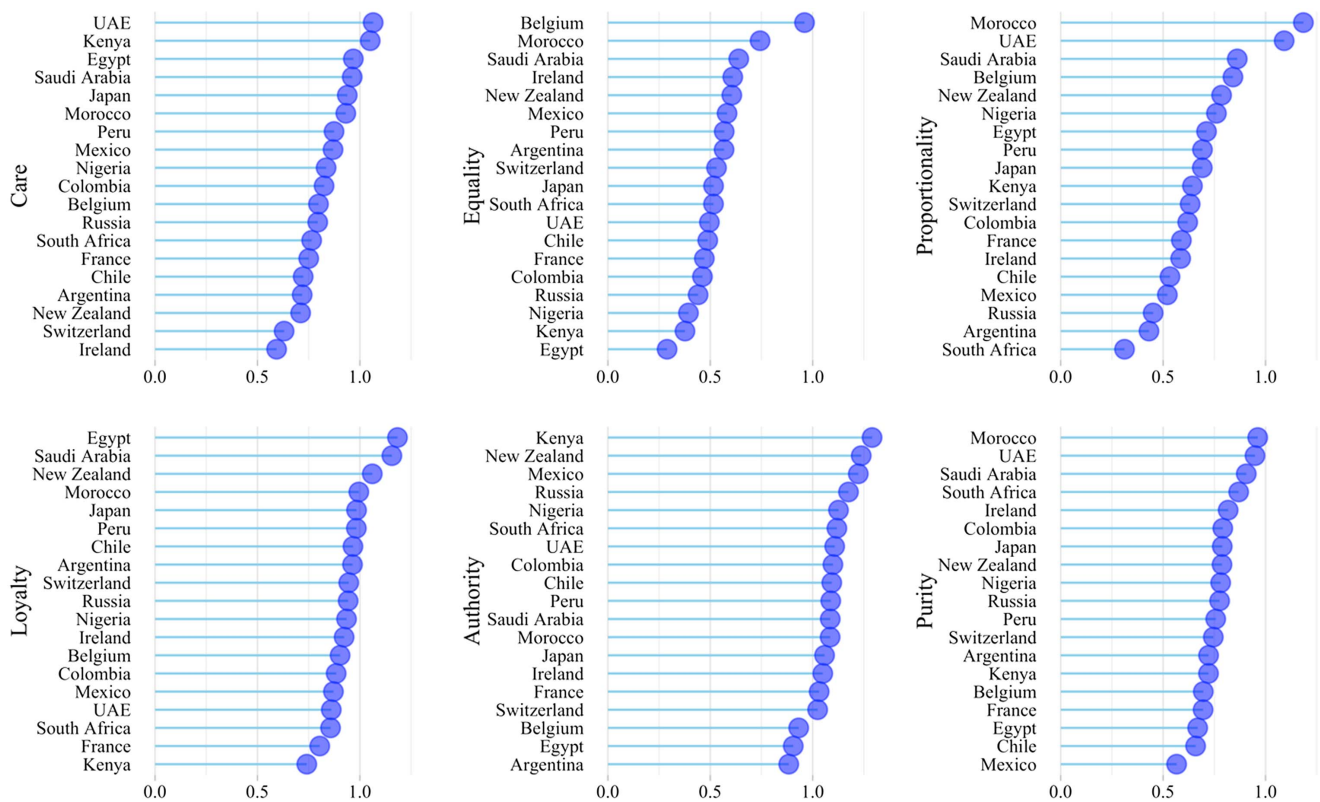 Care
UAE
Kenya
Egypt
Saudi Arabia
Japan
Morocco
Peru
Mexico
Nigeria
Colombia
Belgium
Russia
South Africa
France
Chile
Argentina
New Zealand
Switzerland
Ireland
0.0 0.5 1.0
Equality
Belgium
Morocco
Saudi Arabia
Ireland
New Zealand
Mexico
Peru
Argentina
Switzerland
Japan
South Africa
UAE
Chile
France
Colombia
Russia
Nigeria
Kenya
Egypt
0.0 0.5 1.0
Proportionality
Morocco
UAE
Saudi Arabia
Belgium
New Zealand
Nigeria
Egypt
Peru
Japan
Kenya
Switzerland
Colombia
France
Ireland
Chile
Mexico
Russia
Argentina
South Africa
0.0 0.5 1.0
Loyalty
Egypt
Saudi Arabia
New Zealand
Morocco
Japan
Peru
Chile
Argentina
Switzerland
Russia
Nigeria
Ireland
Belgium
Colombia
Mexico
UAE
South Africa
France
Kenya
0.0 0.5 1.0
Authority
Kenya
New Zealand
Mexico
Russia
Nigeria
South Africa
UAE
Colombia
Chile
Peru
Saudi Arabia
Morocco
Japan
Ireland
France
Switzerland
Belgium
Egypt
Argentina
0.0 0.5 1.0
Purity
Morocco
UAE
Saudi Arabia
South Africa
Ireland
Colombia
Japan
New Zealand
Nigeria
Russia
Peru
Switzerland
Argentina
Kenya
Belgium
France
Egypt
Chile
Mexico
0.0 0.5 1.0